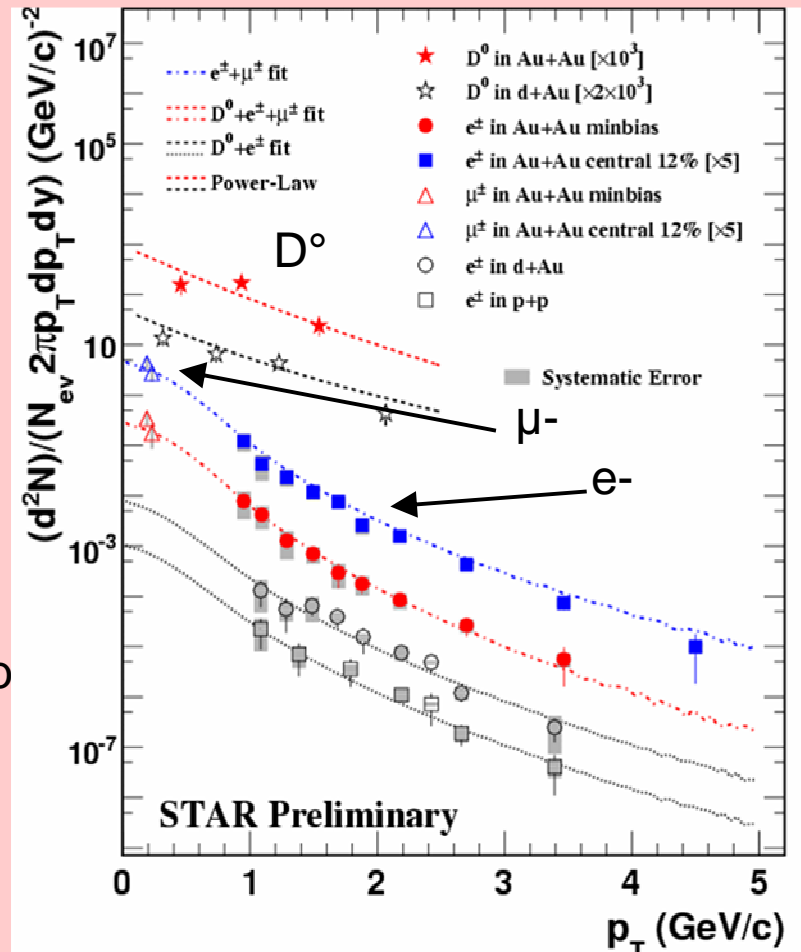 (d²N)/(N_ev 2πp_T dp_T dy) (GeV/c)⁻²
10⁷
10⁵
10
10⁻³
10⁻⁷
e±+μ± fit
D⁰+e±+μ± fit
D⁰+e± fit
Power-Law
D⁰ in Au+Au [×10³]
D⁰ in d+Au [×2×10³]
e± in Au+Au minbias
e± in Au+Au central 12% [×5]
μ± in Au+Au minbias
μ± in Au+Au central 12% [×5]
e± in d+Au
e± in p+p
Systematic Error
D°
μ-
e-
STAR Preliminary
0 1 2 3 4 5
p_T (GeV/c)